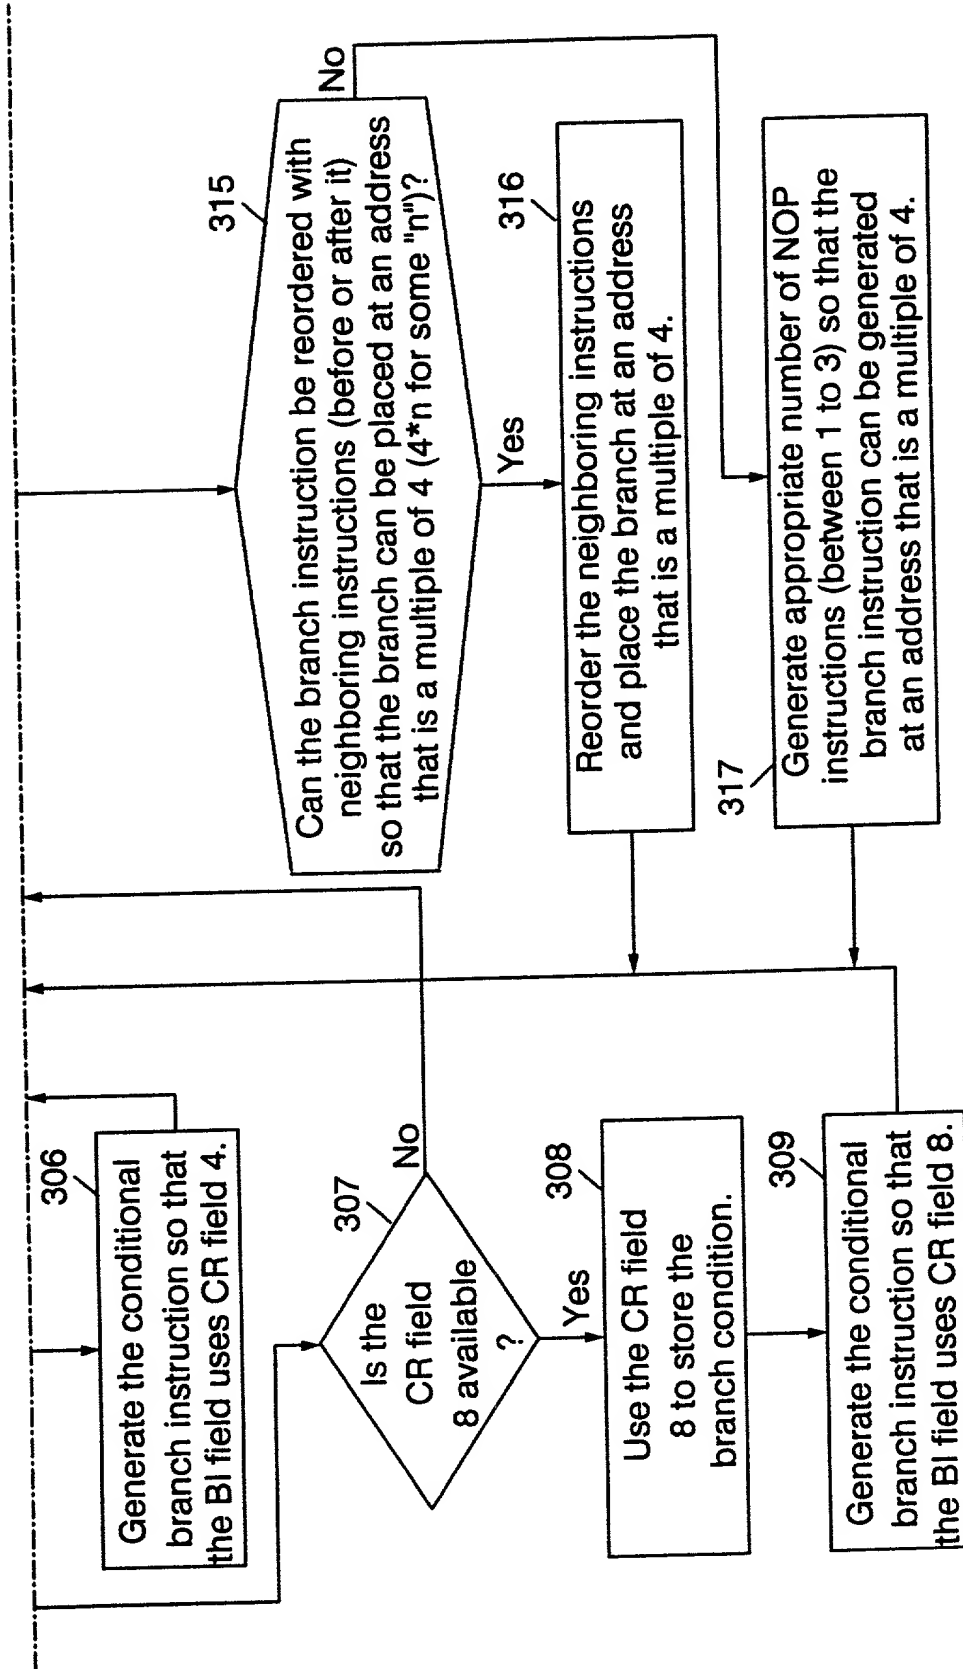 306
Generate the conditional
branch instruction so that
the BI field uses CR field 4.
307
Is the
CR field
8 available
?
No
Yes
308
Use the CR field
8 to store the
branch condition.
309
Generate the conditional
branch instruction so that
the BI field uses CR field 8.
315
Can the branch instruction be reordered with
neighboring instructions (before or after it)
so that the branch can be placed at an address
that is a multiple of 4 (4*n for some "n")?
No
Yes
316
Reorder the neighboring instructions
and place the branch at an address
that is a multiple of 4.
317
Generate appropriate number of NOP
instructions (between 1 to 3) so that the
branch instruction can be generated
at an address that is a multiple of 4.